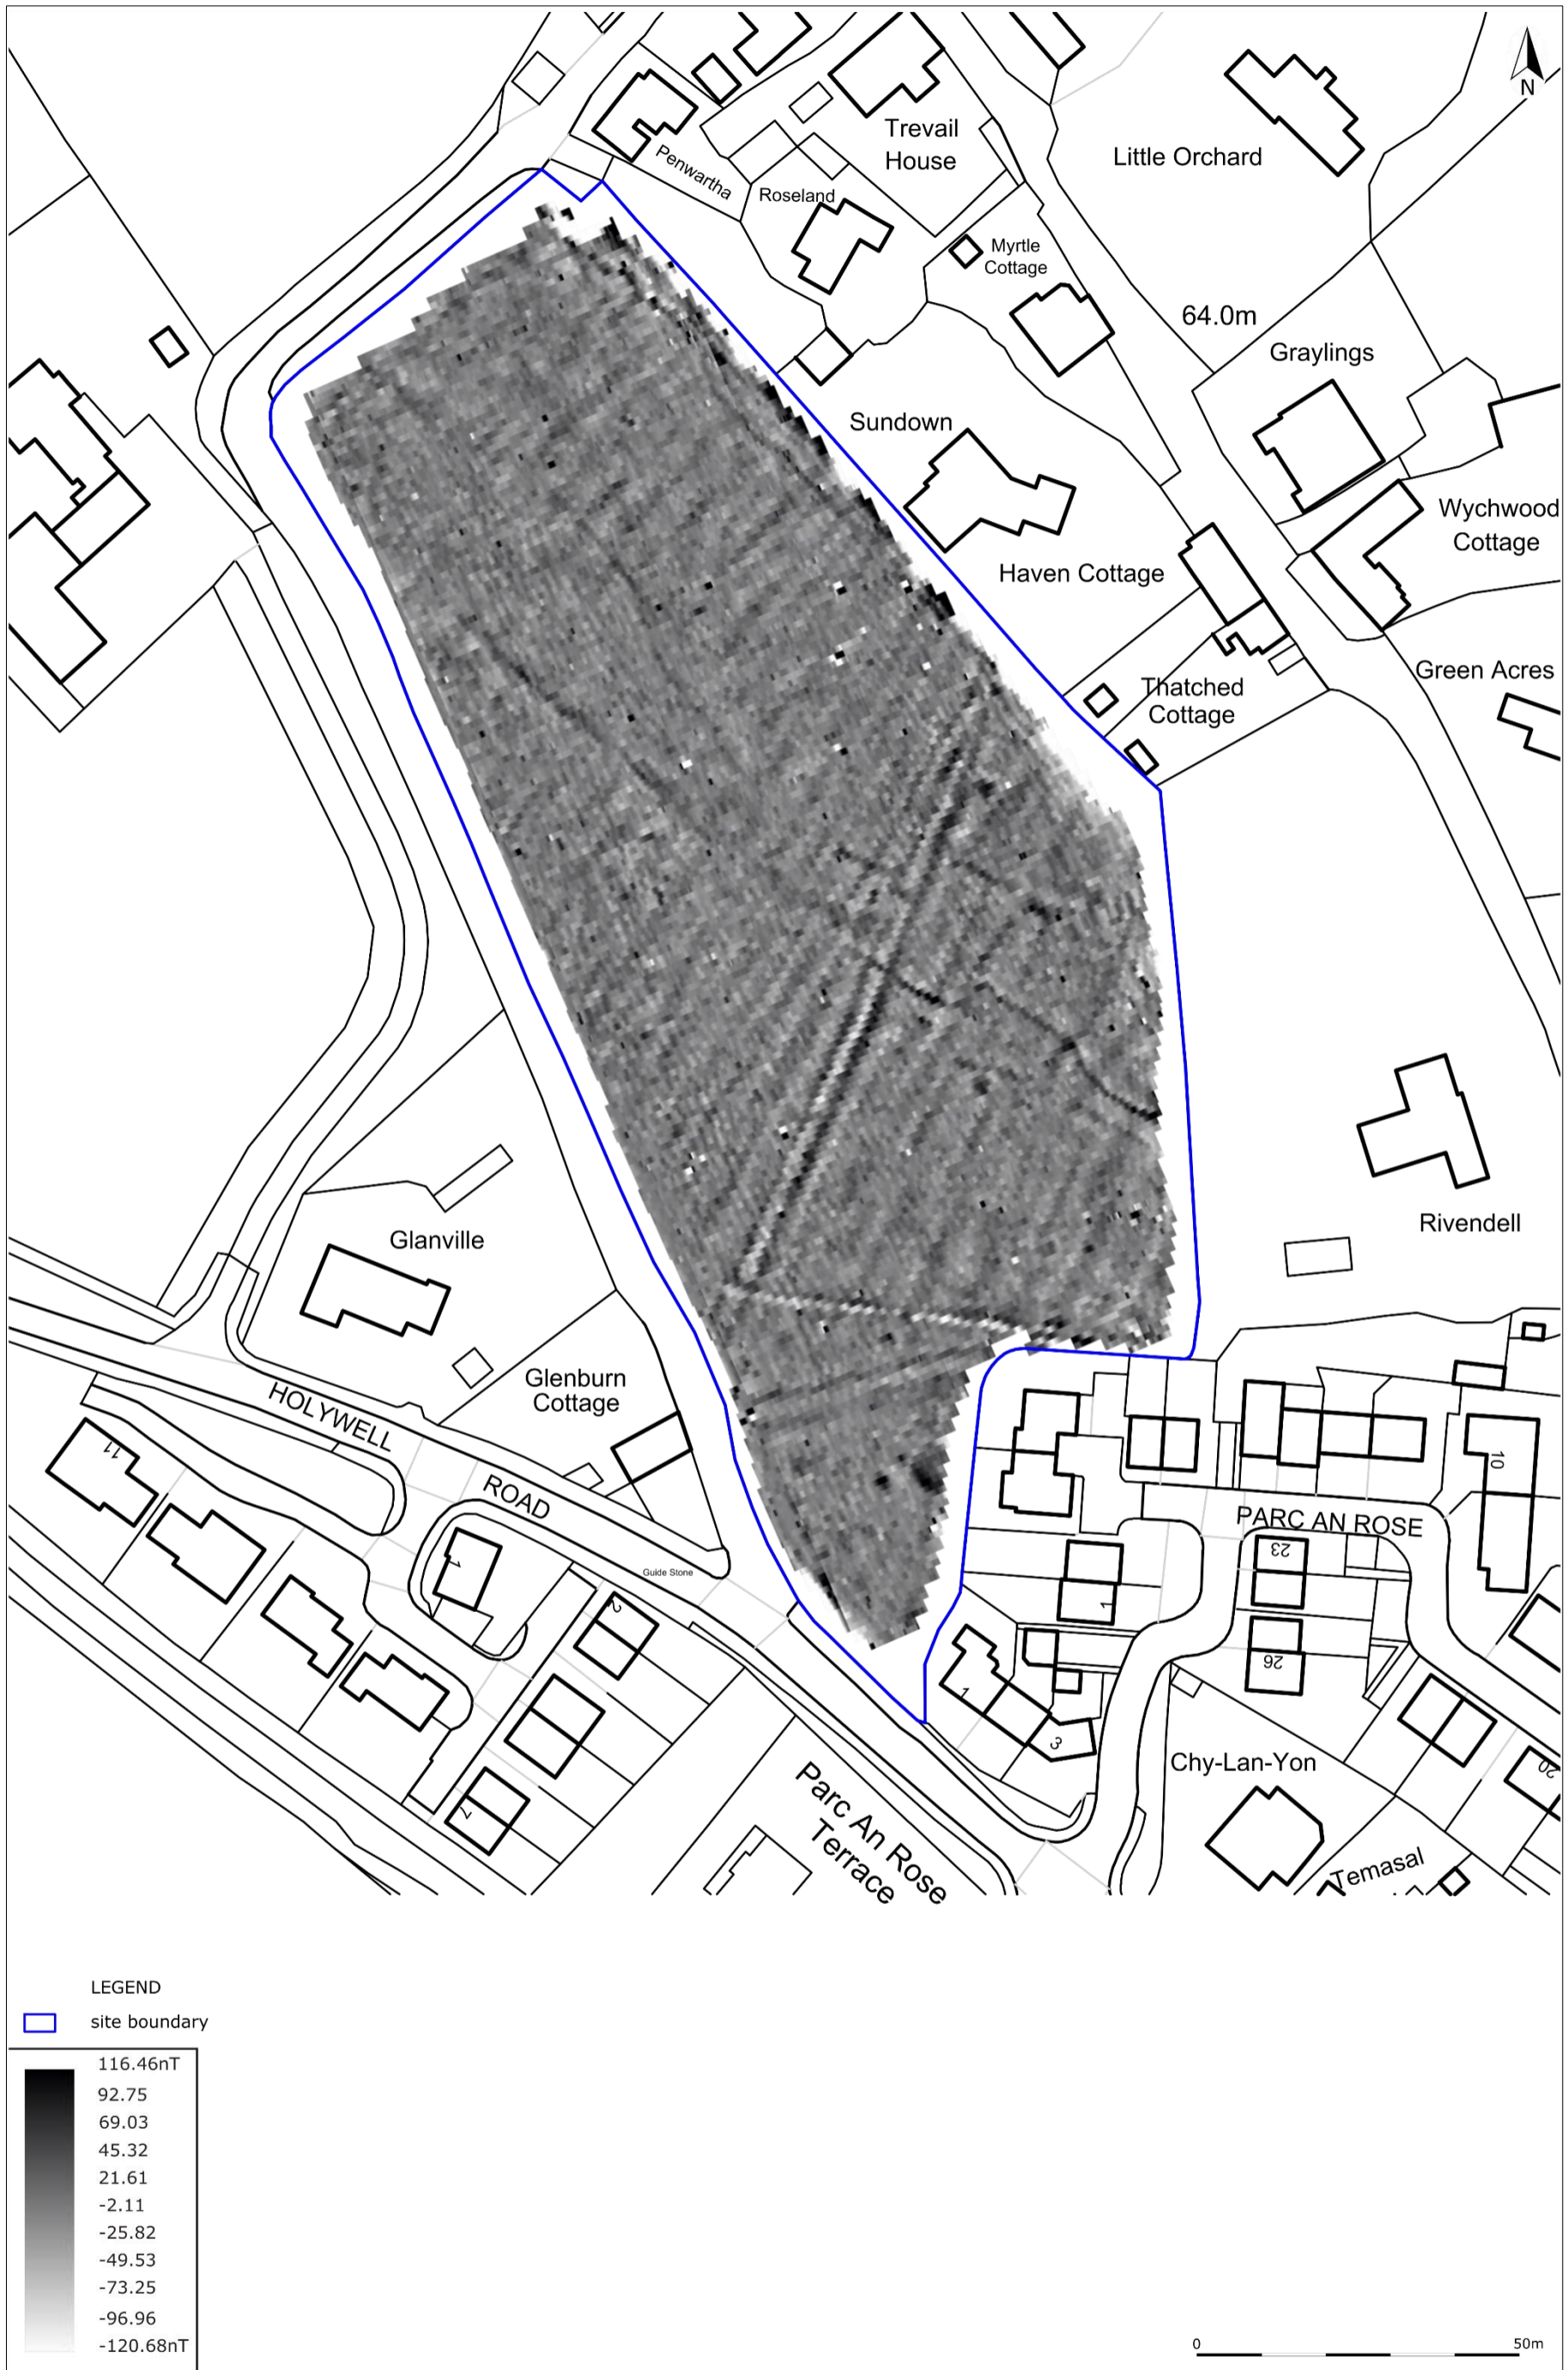 N
Trevail
House
Little Orchard
Penwartha
Roseland
Myrtle
Cottage
64.0m
Graylings
Sundown
Wychwood
Cottage
Haven Cottage
Green Acres
Thatched
Cottage
Rivendell
Glanville
Glenburn
Cottage
HOLYWELL
ROAD
11
10
PARC AN ROSE
23
Guide Stone
1
2
1
26
1
3
7
Chy-Lan-Yon
20
Parc An Rose
Terrace
Temasal
LEGEND
site boundary
116.46nT
92.75
69.03
45.32
21.61
-2.11
-25.82
-49.53
-73.25
-96.96
-120.68nT
0 50m